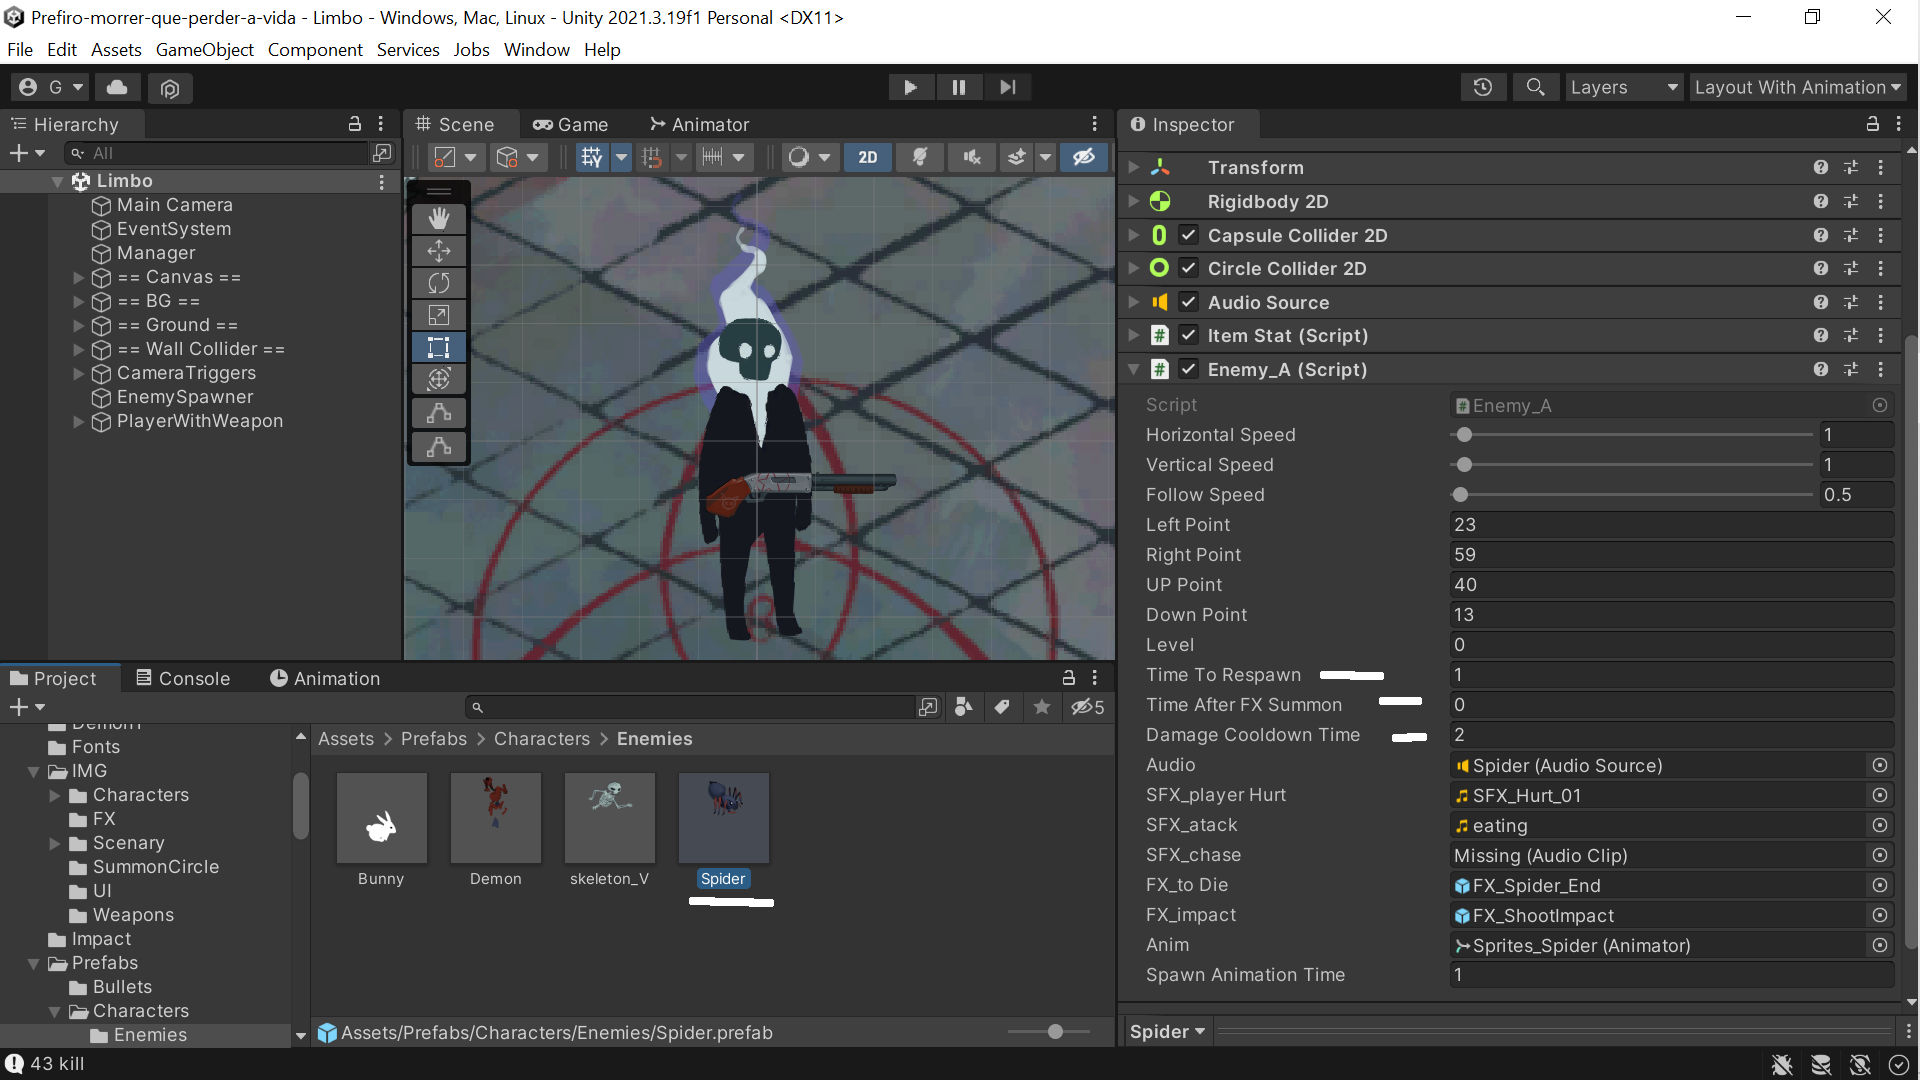 Prefiro-morrer-que-perder-a-vida - Limbo - Windows, Mac, Linux - Unity 2021.3.19f1 Personal <DX11>
File Edit Assets GameObject Component Services Jobs Window Help
G Layers Layout With Animation
Hierarchy
All
Limbo
Main Camera
EventSystem
Manager
== Canvas ==
== BG ==
== Ground ==
== Wall Collider ==
CameraTriggers
EnemySpawner
PlayerWithWeapon
Scene Game Animator
2D
Inspector
Transform
Rigidbody 2D
Capsule Collider 2D
Circle Collider 2D
Audio Source
# Item Stat (Script)
# Enemy_A (Script)
Script # Enemy_A
Horizontal Speed 1
Vertical Speed 1
Follow Speed 0.5
Left Point 23
Right Point 59
UP Point 40
Down Point 13
Level 0
Time To Respawn 1
Time After FX Summon 0
Damage Cooldown Time 2
Audio Spider (Audio Source)
SFX_player Hurt SFX_Hurt_01
SFX_atack eating
SFX_chase Missing (Audio Clip)
FX_to Die FX_Spider_End
FX_impact FX_ShootImpact
Anim Sprites_Spider (Animator)
Spawn Animation Time 1
Spider
Project Console Animation
5
Demon1
Fonts
IMG
Characters
FX
Scenary
SummonCircle
UI
Weapons
Impact
Prefabs
Bullets
Characters
Enemies
Assets > Prefabs > Characters > Enemies
Bunny Demon skeleton_V Spider
Assets/Prefabs/Characters/Enemies/Spider.prefab
43 kill